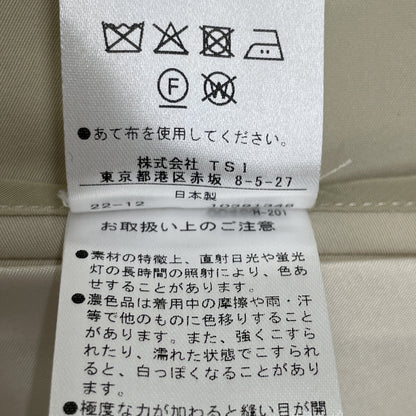 F
W
●あて布を使用してください。
株式会社 TSI
東京都港区赤坂 8-5-27
日本製
22-12
H-201
お取扱い上のご注意
●素材の特徴上、直射日光や蛍光
灯の長時間の照射により、色あ
せすることがあります。
●濃色品は着用中の摩擦や雨・汗
等で他のものに色移りすること
があります。また、強くこすら
れたり、濡れた状態でこすられ
ると、白っぽくなることがあり
ます。
●極度な力が加わると縫い目が開